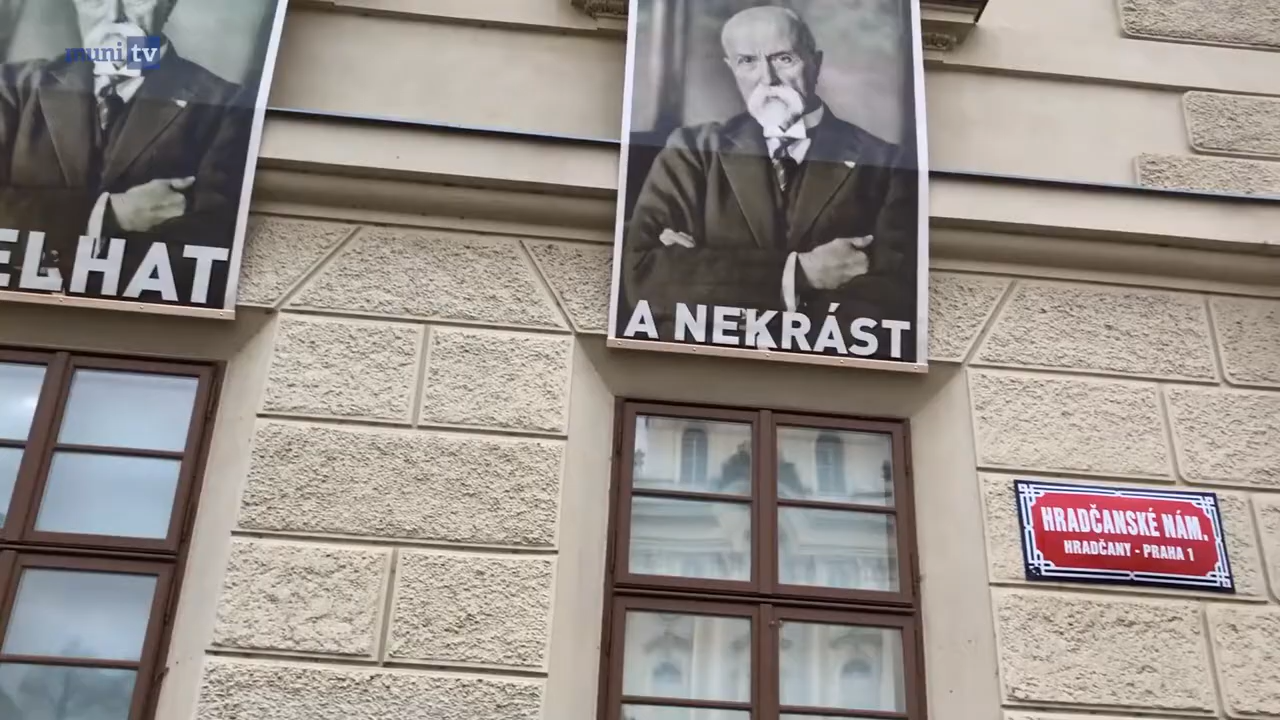 muni tv
ELHAT
A NEKRÁST
HRADČANSKÉ NÁM.
HRADČANY - PRAHA 1